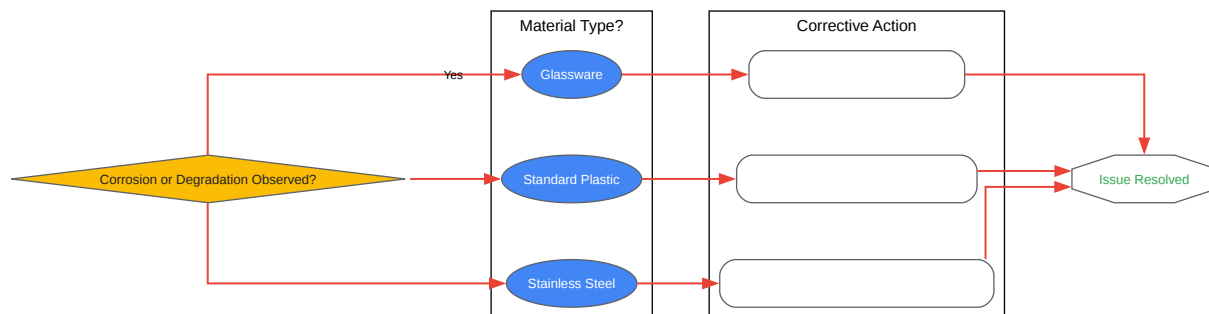 Material Type?
Corrective Action
Yes
Glassware
Corrosion or Degradation Observed?
Standard Plastic
Issue Resolved
Stainless Steel